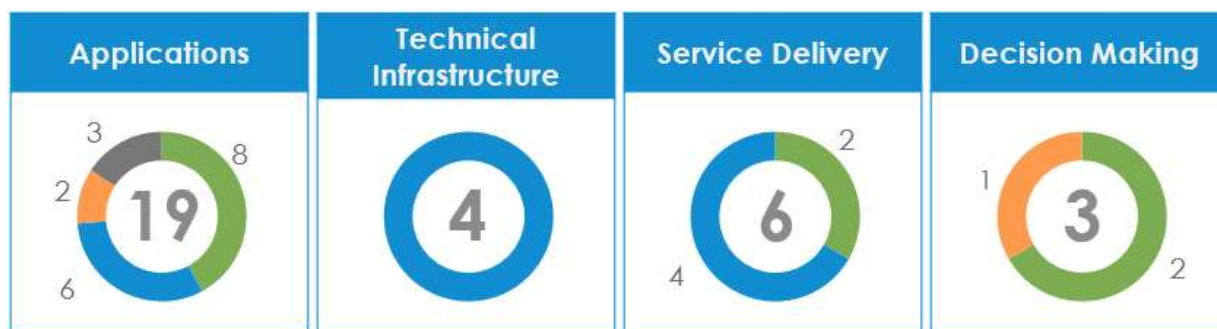 Applications
Technical
Infrastructure
Service Delivery
Decision Making
3
8
2
19
6
4
2
6
4
1
3
2